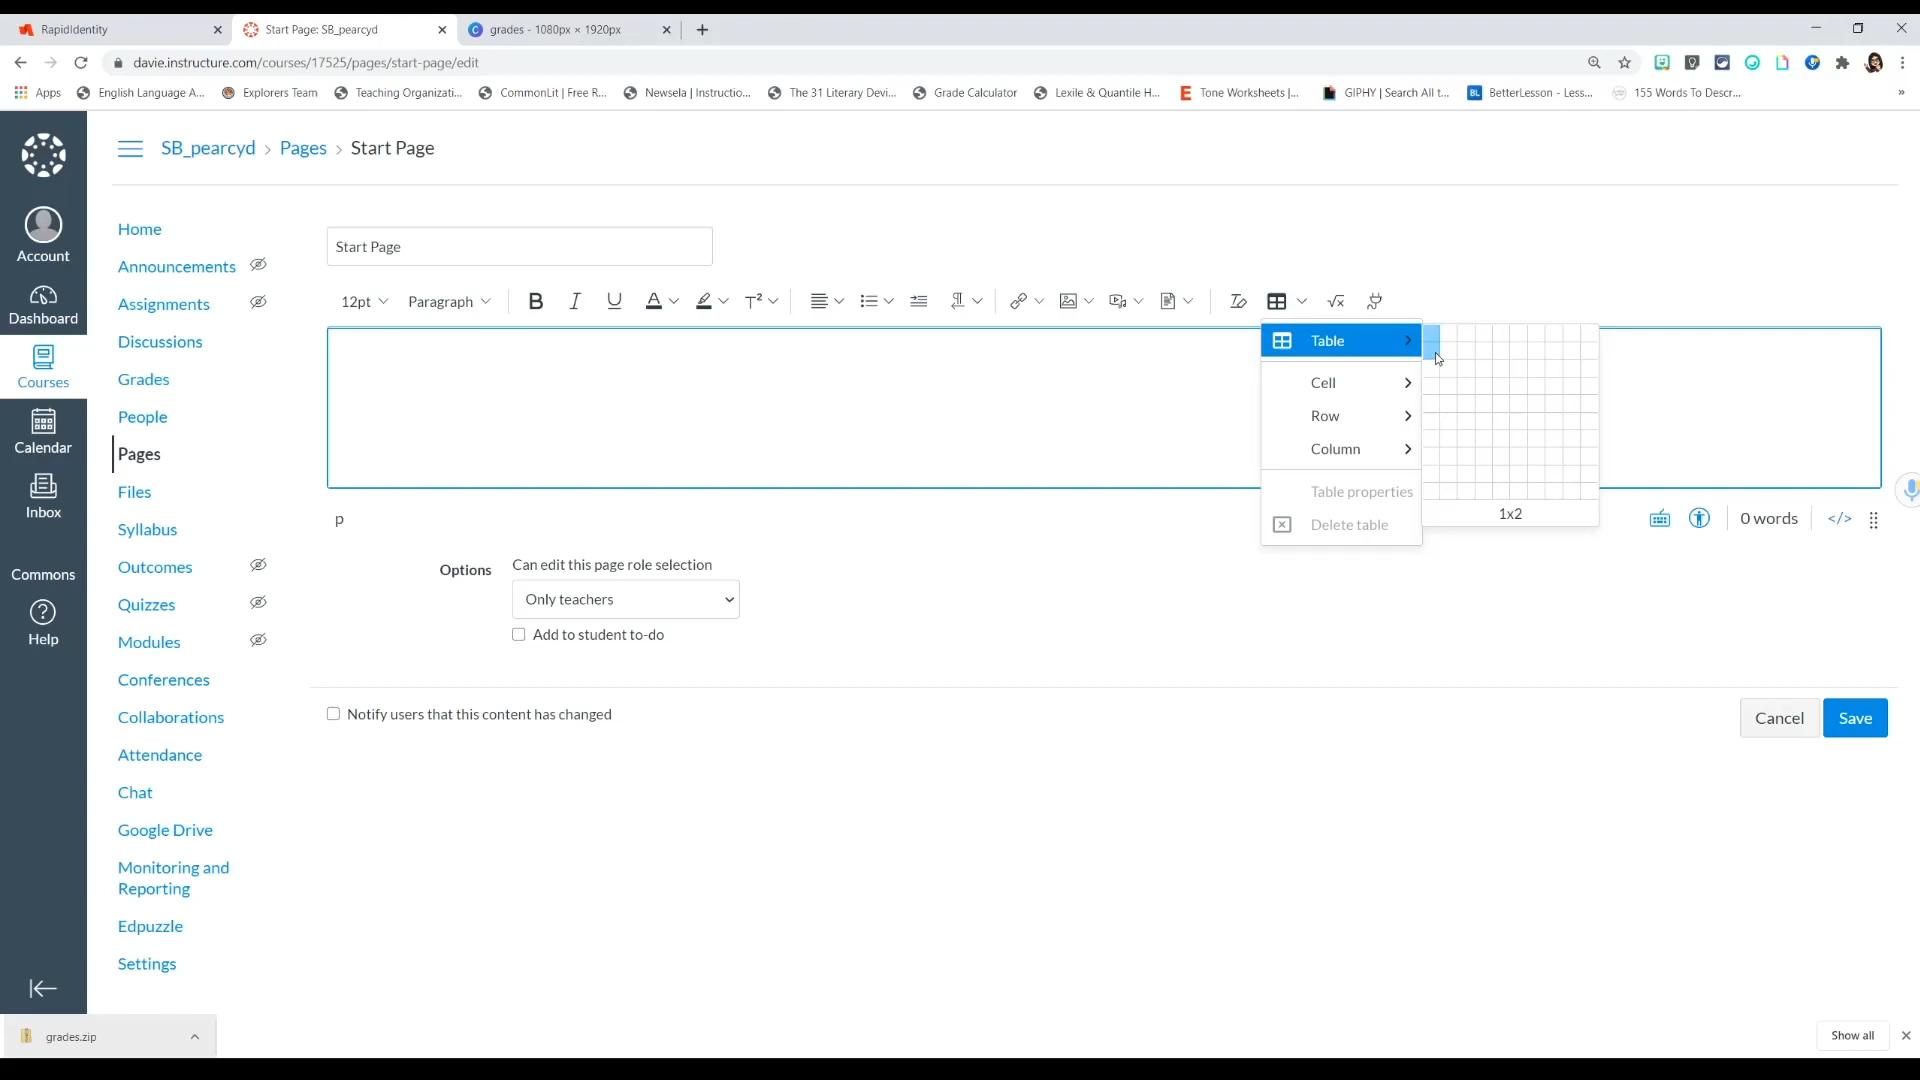 RapidIdentity
Start Page: SB_pearcyd
grades - 1080px × 1920px
davie.instructure.com/courses/17525/pages/start-page/edit
Apps
English Language A...
Explorers Team
Teaching Organizati...
CommonLit | Free R...
Newsela | Instructio...
The 31 Literary Devi...
Grade Calculator
Lexile & Quantile H...
Tone Worksheets |...
GIPHY | Search All t...
BetterLesson - Less...
155 Words To Descr...
»
SB_pearcyd > Pages > Start Page
Account
Dashboard
Courses
Calendar
Inbox
Commons
Help
Home
Announcements
Assignments
Discussions
Grades
People
Pages
Files
Syllabus
Outcomes
Quizzes
Modules
Conferences
Collaborations
Attendance
Chat
Google Drive
Monitoring and
Reporting
Edpuzzle
Settings
Start Page
12pt Paragraph
Table
Cell
Row
Column
Table properties
Delete table
1x2
p
0 words </>
Options
Can edit this page role selection
Only teachers
Add to student to-do
Notify users that this content has changed
Cancel Save
grades.zip
Show all